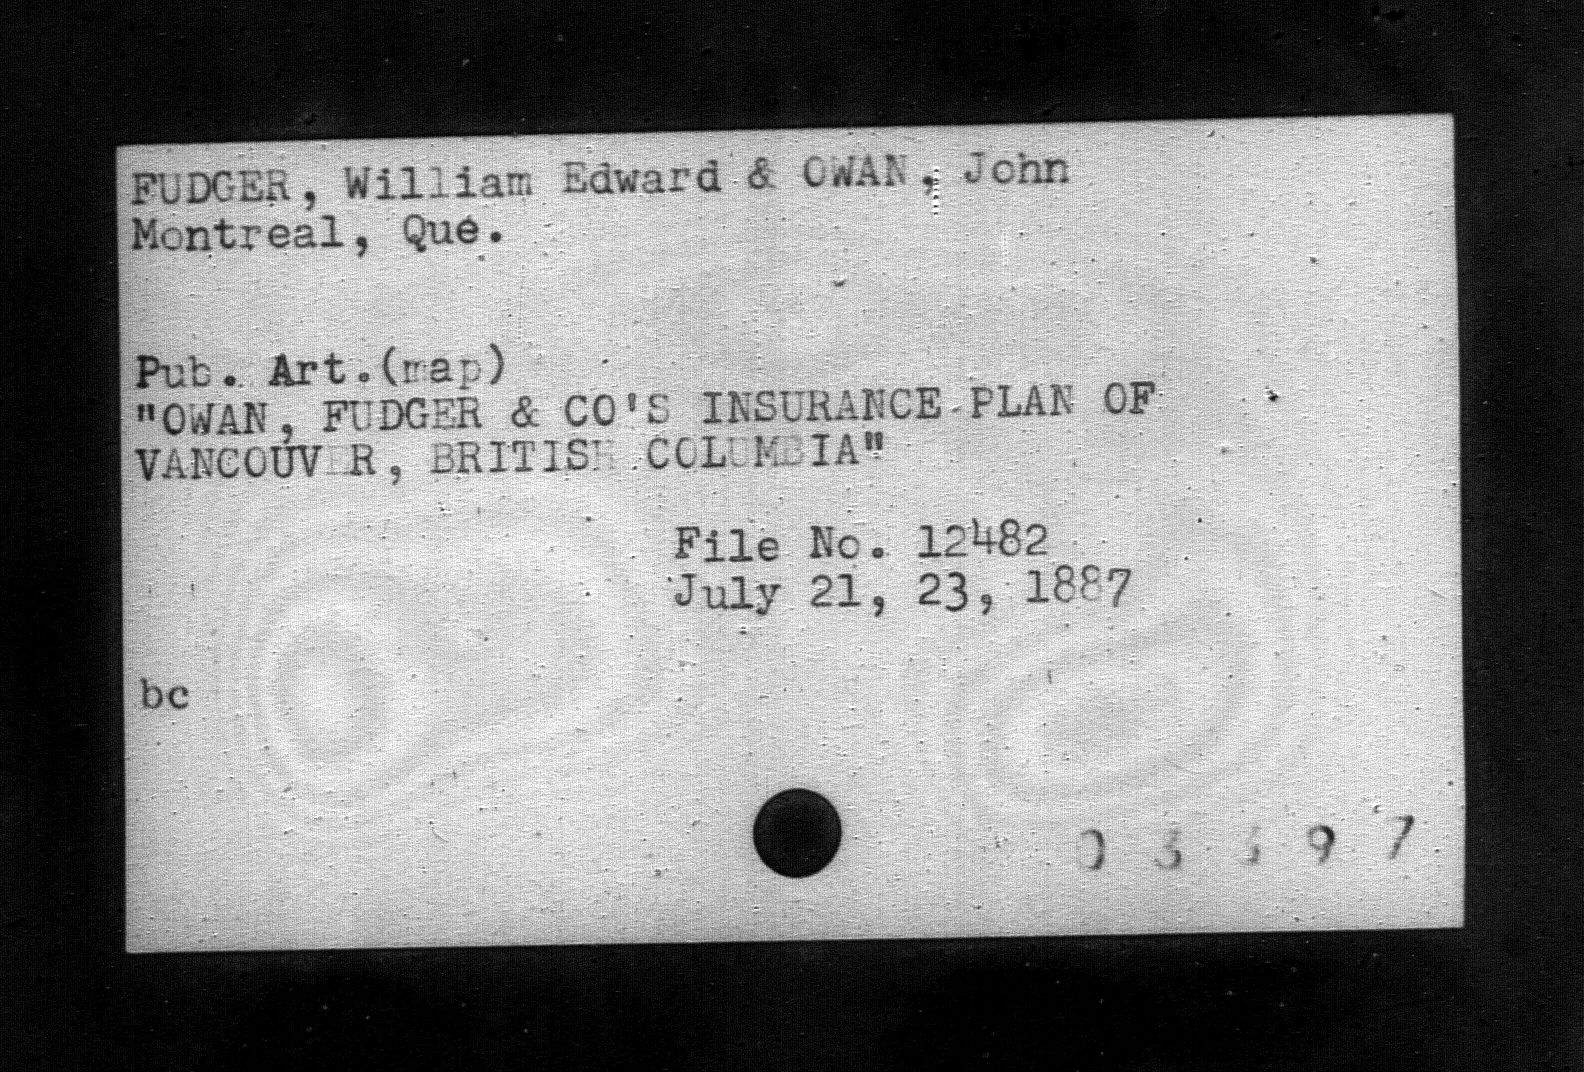 FUDGER, William Edward & OWAN, John
Montreal, Que.
Pub. Art.(map)
"OWAN, FUDGER & CO'S INSURANCE PLAN OF
VANCOUVER, BRITISH COLUMBIA"
File No. 12482
July 21, 23, 1887
bc